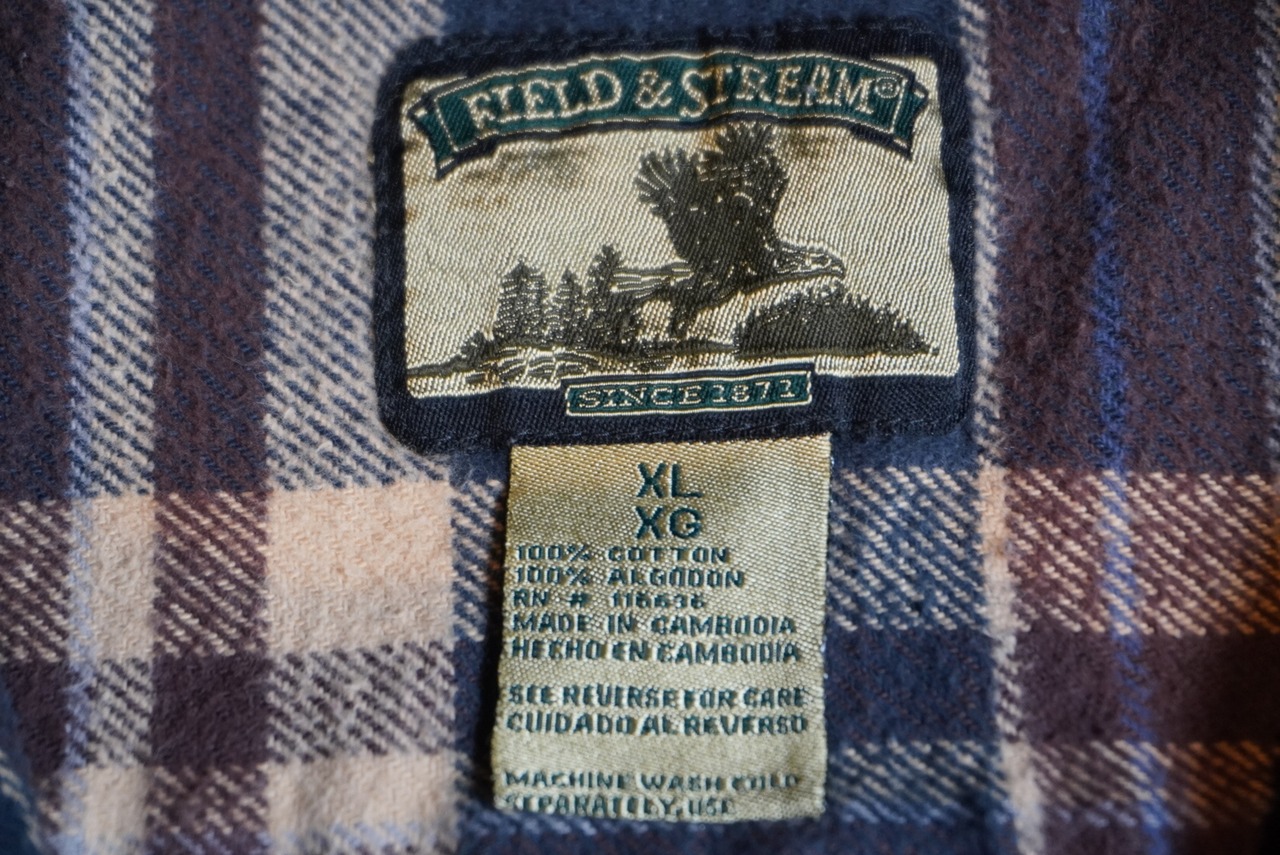 FIELD & STREAM®
SINCE 1871
XL
XG
100% COTTON
100% ALGODON
RN # 116636
MADE IN CAMBODIA
HECHO EN CAMBODIA
SEE REVERSE FOR CARE
CUIDADO AL REVERSO
MACHINE WASH COLD
SEPARATELY, USE